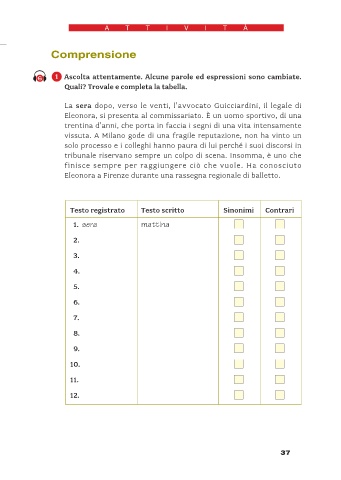 A T T I V I T À
Comprensione
1 Ascolta attentamente. Alcune parole ed espressioni sono cambiate.
Quali? Trovale e completa la tabella.
La sera dopo, verso le venti, l'avvocato Guicciardini, il legale di
Eleonora, si presenta al commissariato. È un uomo sportivo, di una
trentina d'anni, che porta in faccia i segni di una vita intensamente
vissuta. A Milano gode di una fragile reputazione, non ha vinto un
solo processo e i colleghi hanno paura di lui perché i suoi discorsi in
tribunale riservano sempre un colpo di scena. Insomma, è uno che
finisce sempre per raggiungere ciò che vuole. Ha conosciuto
Eleonora a Firenze durante una rassegna regionale di balletto.
Testo registrato Testo scritto Sinonimi Contrari
1. sera mattina
2.
3.
4.
5.
6.
7.
8.
9.
10.
11.
12.
37